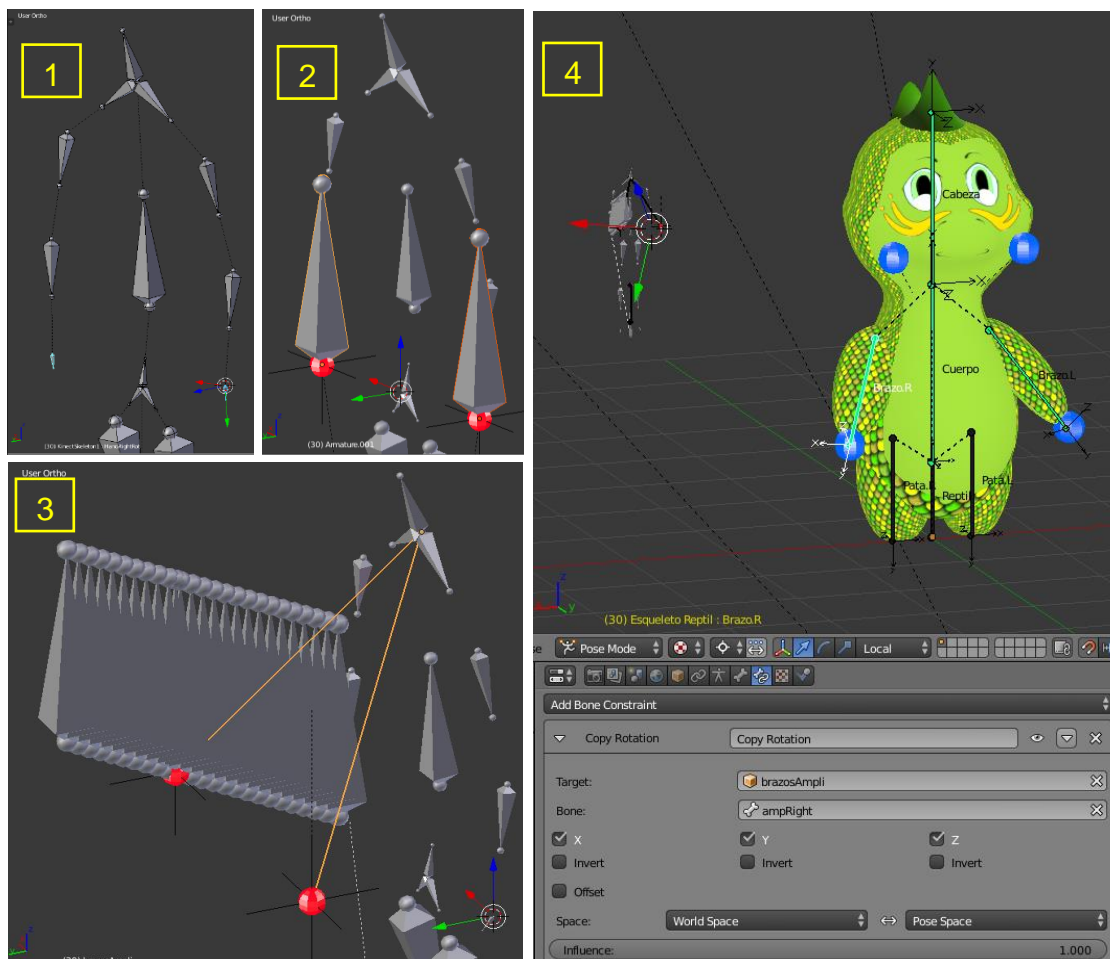 User Ortho
1
User Ortho
2
(30) Armature.001
User Ortho
3
4
Cabeza
Cuerpo
Brazo.R
Brazo.L
Pata.L
Reptil
(30) Esqueleto Reptil : Brazo.R
Pose Mode
Local
Add Bone Constraint
Copy Rotation
Copy Rotation
Target:
brazosAmpli
Bone:
ampRight
X
Y
Z
Invert
Invert
Invert
Offset
Space:
World Space
Pose Space
Influence:
1.000